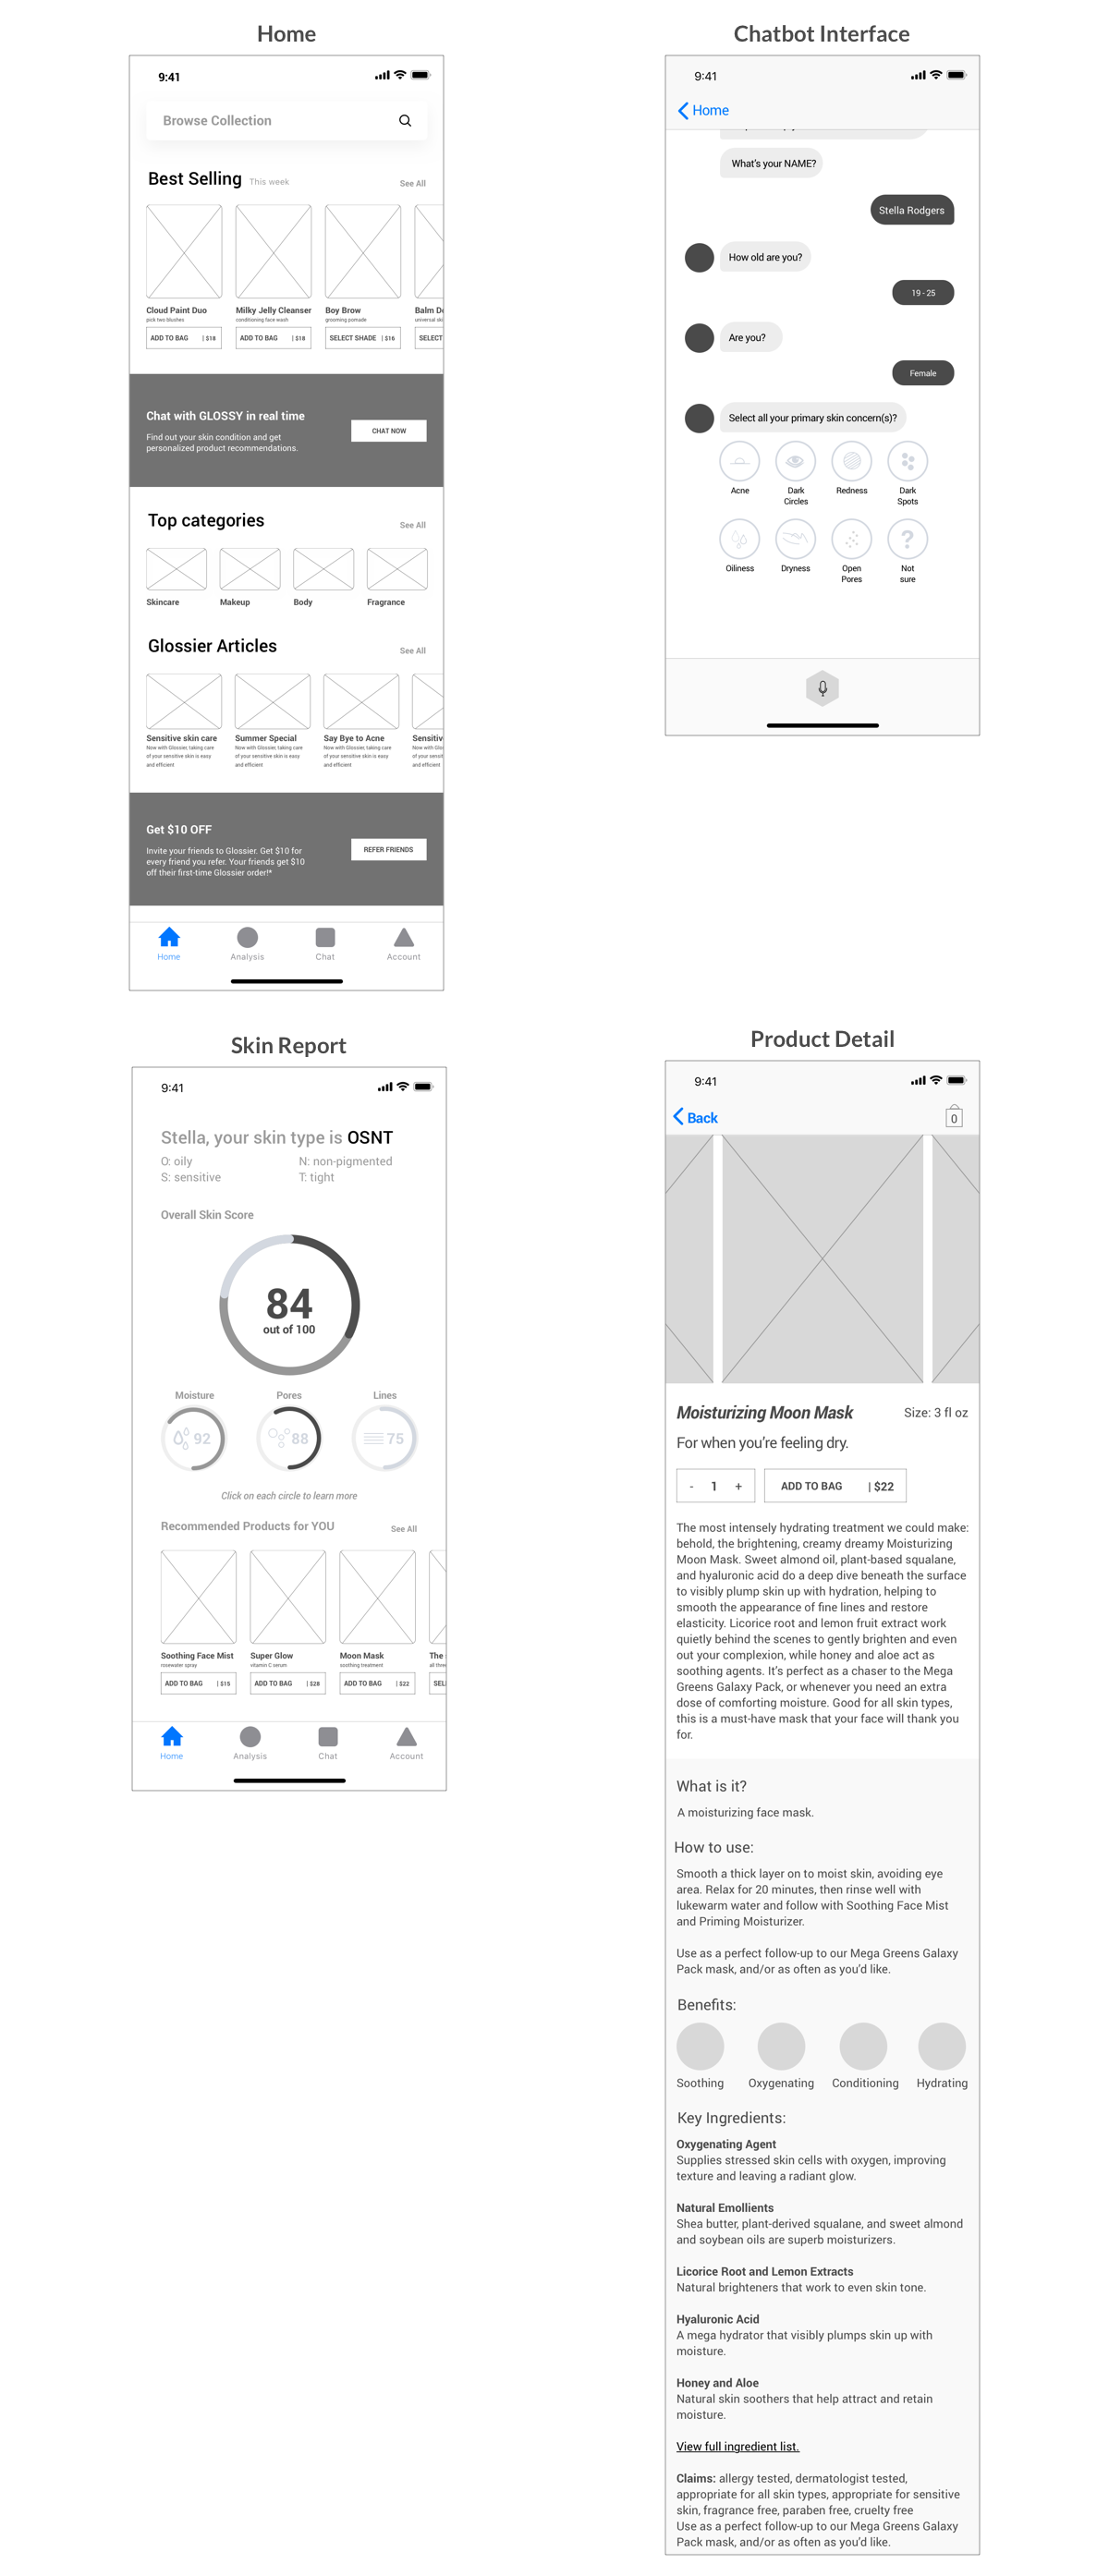 Home
9:41
Browse Collection
Best Selling This week See All
Cloud Paint Duo
pick two blushes
ADD TO BAG | $18
Milky Jelly Cleanser
conditioning face wash
ADD TO BAG | $18
Boy Brow
grooming pomade
SELECT SHADE | $16
Balm D
universal
SELECT
Chat with GLOSSY in real time
Find out your skin condition and get
personalized product recommendations.
CHAT NOW
Top categories See All
Skincare Makeup Body Fragrance
Glossier Articles See All
Sensitive skin care
Now with Glossier, taking care
of your sensitive skin is easy
and efficient
Summer Special
Now with Glossier, taking care
of your sensitive skin is easy
and efficient
Say Bye to Acne
Now with Glossier, taking care
of your sensitive skin is easy
and efficient
Sensitiv
Now with Glo
of your sensit
and efficient
Get $10 OFF
Invite your friends to Glossier. Get $10 for
every friend you refer. Your friends get $10
off their first-time Glossier order!*
REFER FRIENDS
Home Analysis Chat Account
Chatbot Interface
9:41
Home
What's your NAME?
Stella Rodgers
How old are you?
19 - 25
Are you?
Female
Select all your primary skin concern(s)?
Acne
Dark
Circles
Redness
Dark
Spots
Oiliness
Dryness
Open
Pores
?
Not
sure
Skin Report
9:41
Stella, your skin type is OSNT
O: oily N: non-pigmented
S: sensitive T: tight
Overall Skin Score
84
out of 100
Moisture Pores Lines
92 88 75
Click on each circle to learn more
Recommended Products for YOU See All
Soothing Face Mist
rosewater spray
ADD TO BAG | $15
Super Glow
vitamin C serum
ADD TO BAG | $28
Moon Mask
soothing treatment
ADD TO BAG | $22
The
all three
SEL
Home Analysis Chat Account
Product Detail
9:41
Back 0
Moisturizing Moon Mask Size: 3 fl oz
For when you're feeling dry.
- 1 + ADD TO BAG | $22
The most intensely hydrating treatment we could make:
behold, the brightening, creamy dreamy Moisturizing
Moon Mask. Sweet almond oil, plant-based squalane,
and hyaluronic acid do a deep dive beneath the surface
to visibly plump skin up with hydration, helping to
smooth the appearance of fine lines and restore
elasticity. Licorice root and lemon fruit extract work
quietly behind the scenes to gently brighten and even
out your complexion, while honey and aloe act as
soothing agents. It's perfect as a chaser to the Mega
Greens Galaxy Pack, or whenever you need an extra
dose of comforting moisture. Good for all skin types,
this is a must-have mask that your face will thank you
for.
What is it?
A moisturizing face mask.
How to use:
Smooth a thick layer on to moist skin, avoiding eye
area. Relax for 20 minutes, then rinse well with
lukewarm water and follow with Soothing Face Mist
and Priming Moisturizer.
Use as a perfect follow-up to our Mega Greens Galaxy
Pack mask, and/or as often as you'd like.
Benefits:
Soothing Oxygenating Conditioning Hydrating
Key Ingredients:
Oxygenating Agent
Supplies stressed skin cells with oxygen, improving
texture and leaving a radiant glow.
Natural Emollients
Shea butter, plant-derived squalane, and sweet almond
and soybean oils are superb moisturizers.
Licorice Root and Lemon Extracts
Natural brighteners that work to even skin tone.
Hyaluronic Acid
A mega hydrator that visibly plumps skin up with
moisture.
Honey and Aloe
Natural skin soothers that help attract and retain
moisture.
View full ingredient list.
Claims: allergy tested, dermatologist tested,
appropriate for all skin types, appropriate for sensitive
skin, fragrance free, paraben free, cruelty free
Use as a perfect follow-up to our Mega Greens Galaxy
Pack mask, and/or as often as you'd like.